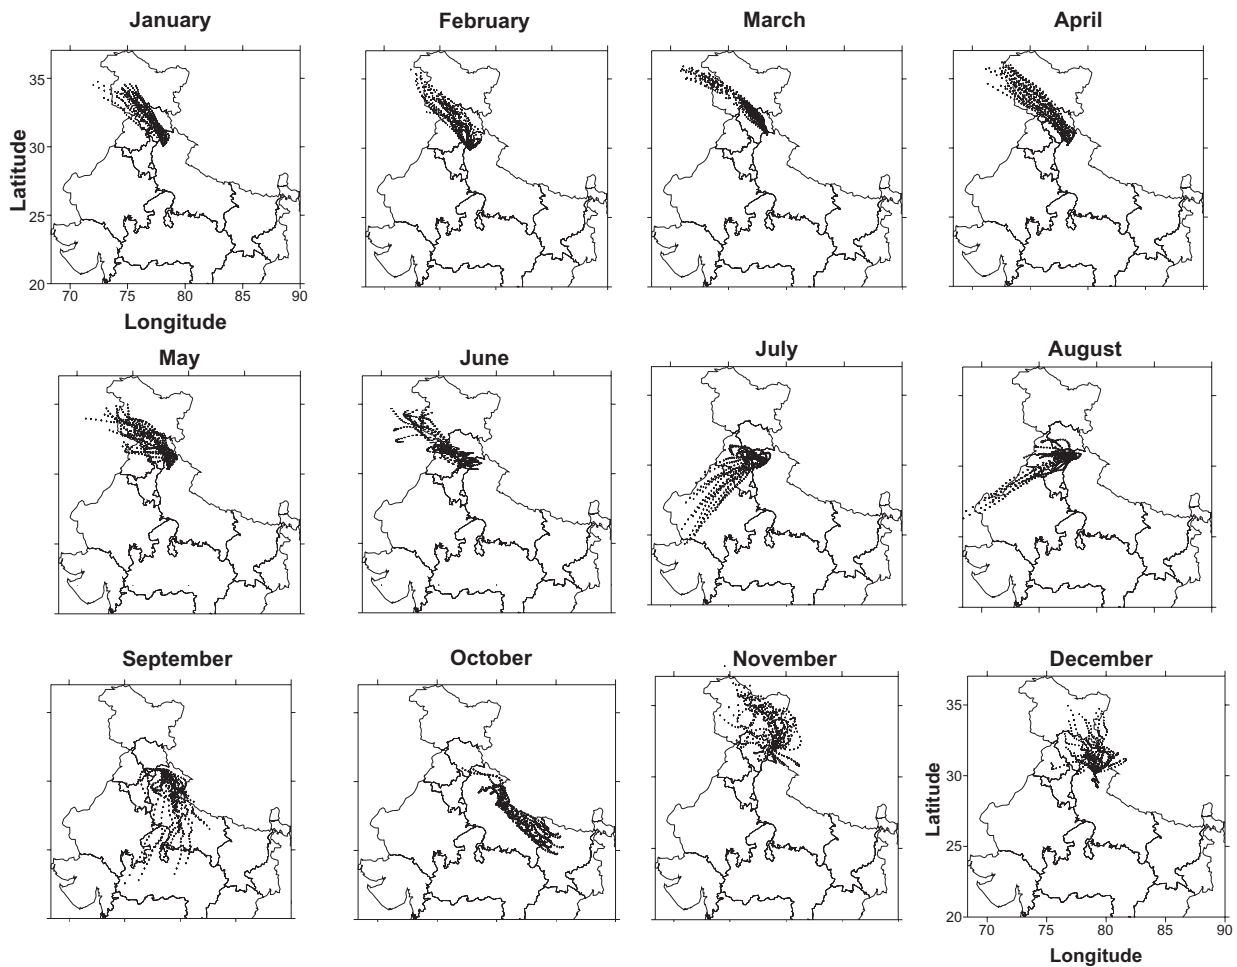 January
February
March
April
35
30
25
20
Latitude
70 75 80 85 90
Longitude
May
June
July
August
September
October
November
December
35
30
25
20
Latitude
70 75 80 85 90
Longitude